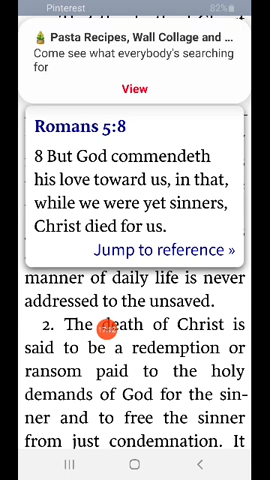 Pinterest
82%
Pasta Recipes, Wall Collage and ...
Come see what everybody's searching
for
View
Romans 5:8
8 But God commendeth
his love toward us, in that,
while we were yet sinners,
Christ died for us.
Jump to reference »
manner of daily life is never
addressed to the unsaved.
2. The death of Christ is
said to be a redemption or
ransom paid to the holy
demands of God for the sin-
ner and to free the sinner
from just condemnation. It